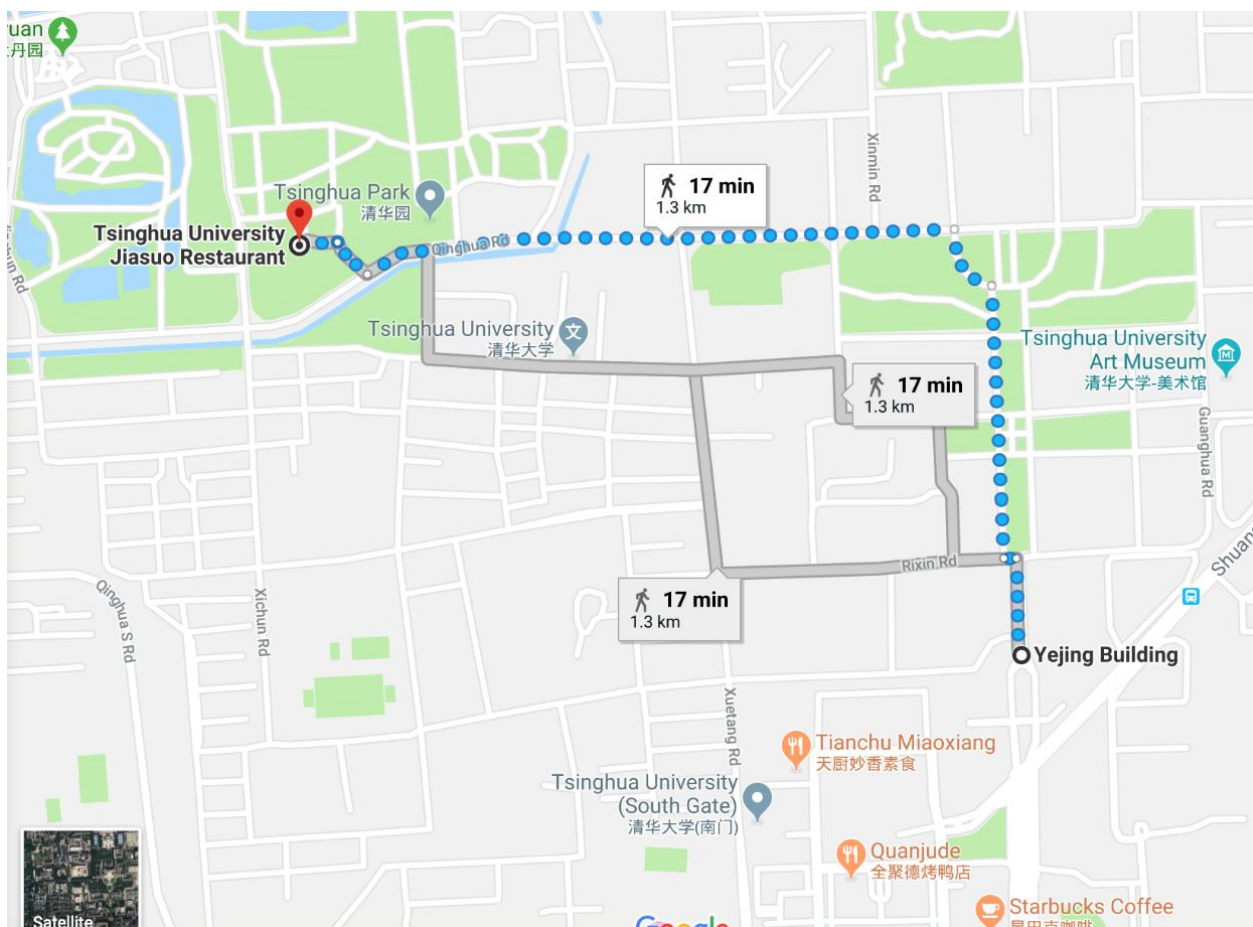 丹园
Xinmin Rd
17 min
1.3 km
Tsinghua Park
清华园
Tsinghua University
Jiasuo Restaurant
Qinghua Rd
Tsinghua University
清华大学
Tsinghua University
Art Museum
清华大学-美术馆
17 min
1.3 km
Guanghua Rd
Rixin Rd
Shuang
17 min
1.3 km
Qinghua S Rd
Xichun Rd
Yejing Building
Xuetang Rd
Tianchu Miaoxiang
天厨妙香素食
Tsinghua University
(South Gate)
清华大学(南门)
Quanjude
全聚德烤鸭店
Satellite
Google
Starbucks Coffee